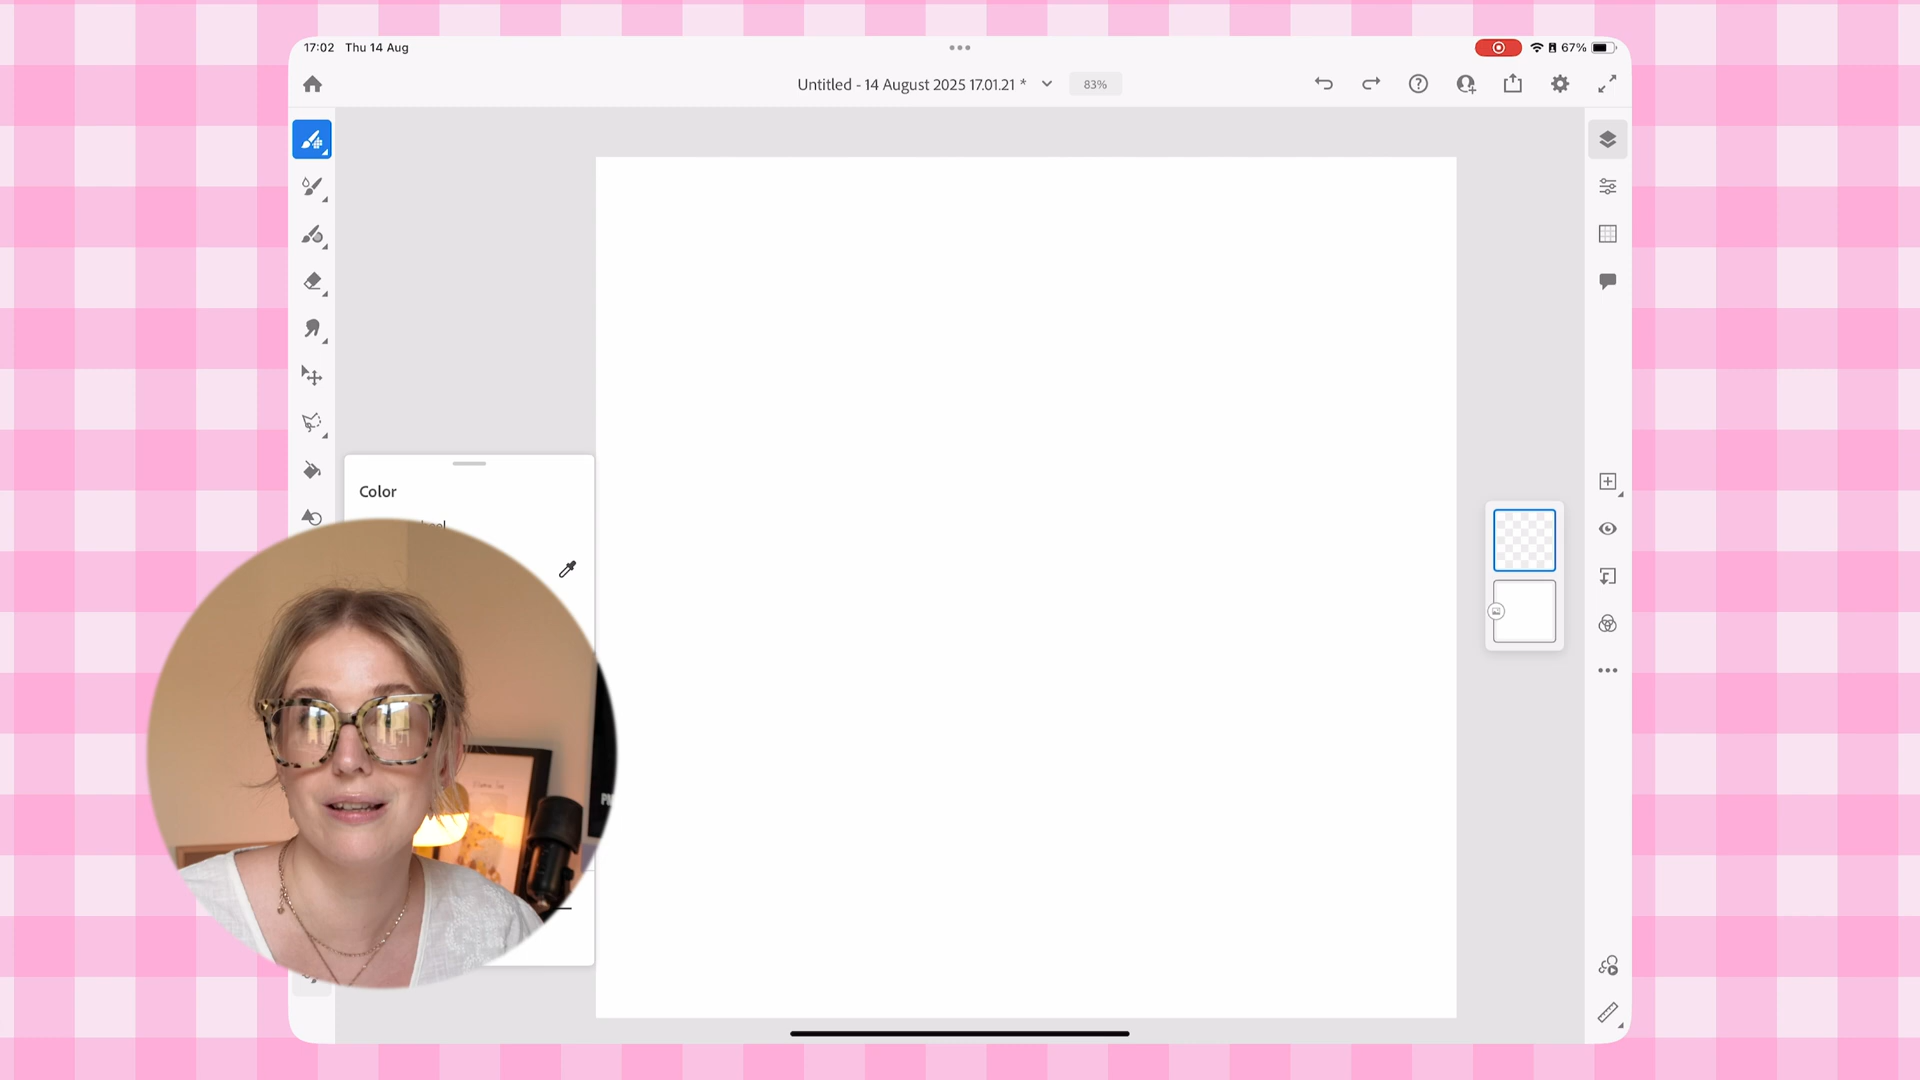 17:02 Thu 14 Aug
67%
Untitled - 14 August 2025 17.01.21 *
83%
Color